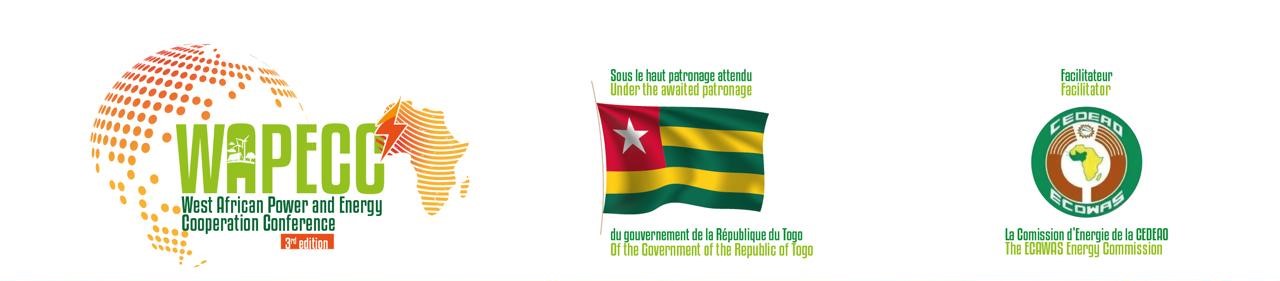 WAPECC
West African Power and Energy
Cooperation Conference
3rd edition
Sous le haut patronage attendu
Under the awaited patronage
du gouvernement de la République du Togo
Of the Government of the Republic of Togo
Facilitateur
Facilitator
CEDEAO
ECOWAS
La Comission d'Energie de la CEDEAO
The ECAWAS Energy Commission